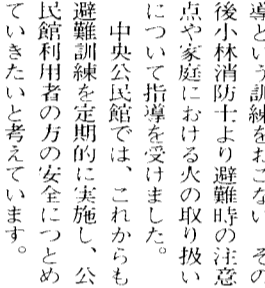 導という訓練をおこない、その
後小林消防士より避難時の注意
点や家庭における火の取り扱い
について指導を受けました。
中央公民館では、これからも
避難訓練を定期的に実施し、公
民館利用者の方の安全につとめ
ていきたいと考えています。